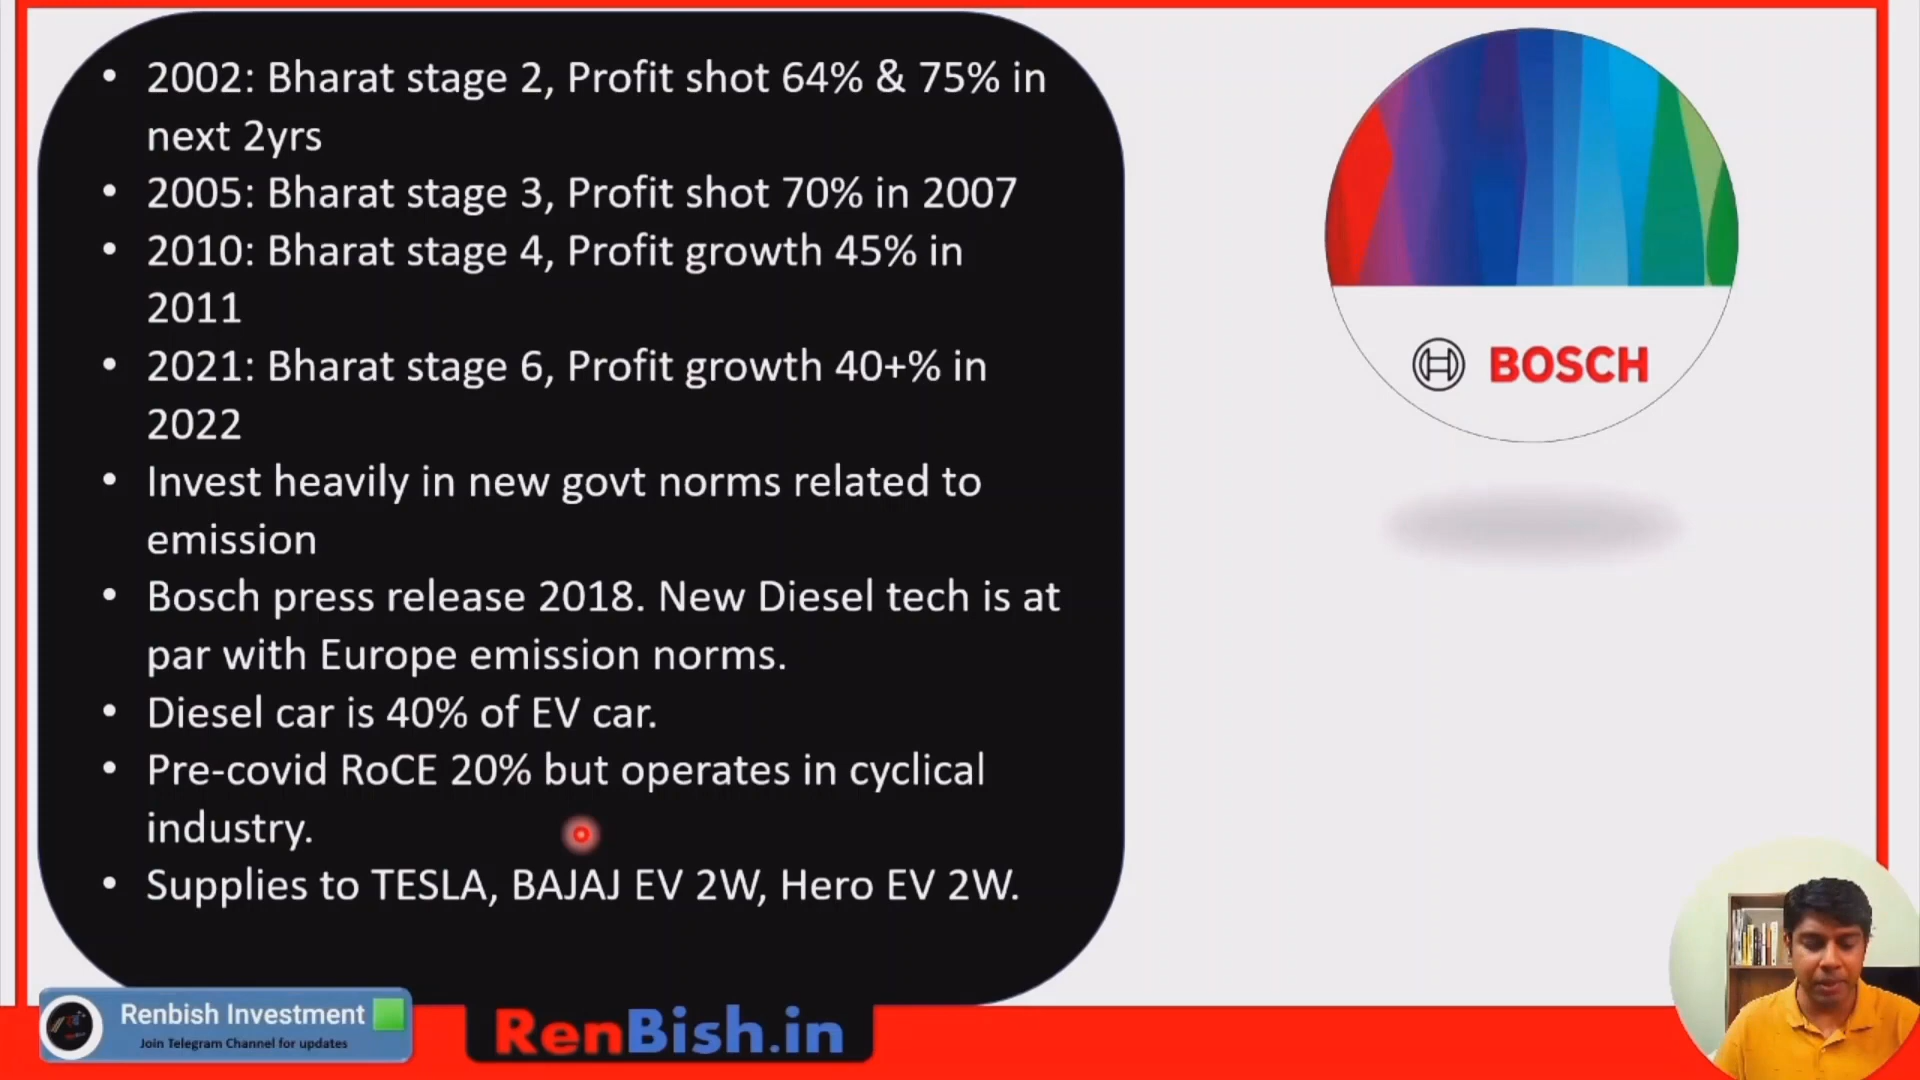 • 2002: Bharat stage 2, Profit shot 64% & 75% in
next 2yrs
• 2005: Bharat stage 3, Profit shot 70% in 2007
• 2010: Bharat stage 4, Profit growth 45% in
2011
• 2021: Bharat stage 6, Profit growth 40+% in
2022
• Invest heavily in new govt norms related to
emission
• Bosch press release 2018. New Diesel tech is at
par with Europe emission norms.
• Diesel car is 40% of EV car.
• Pre-covid RoCE 20% but operates in cyclical
industry.
• Supplies to TESLA, BAJAJ EV 2W, Hero EV 2W.
BOSCH
Renbish Investment
Join Telegram Channel for updates
RenBish.in